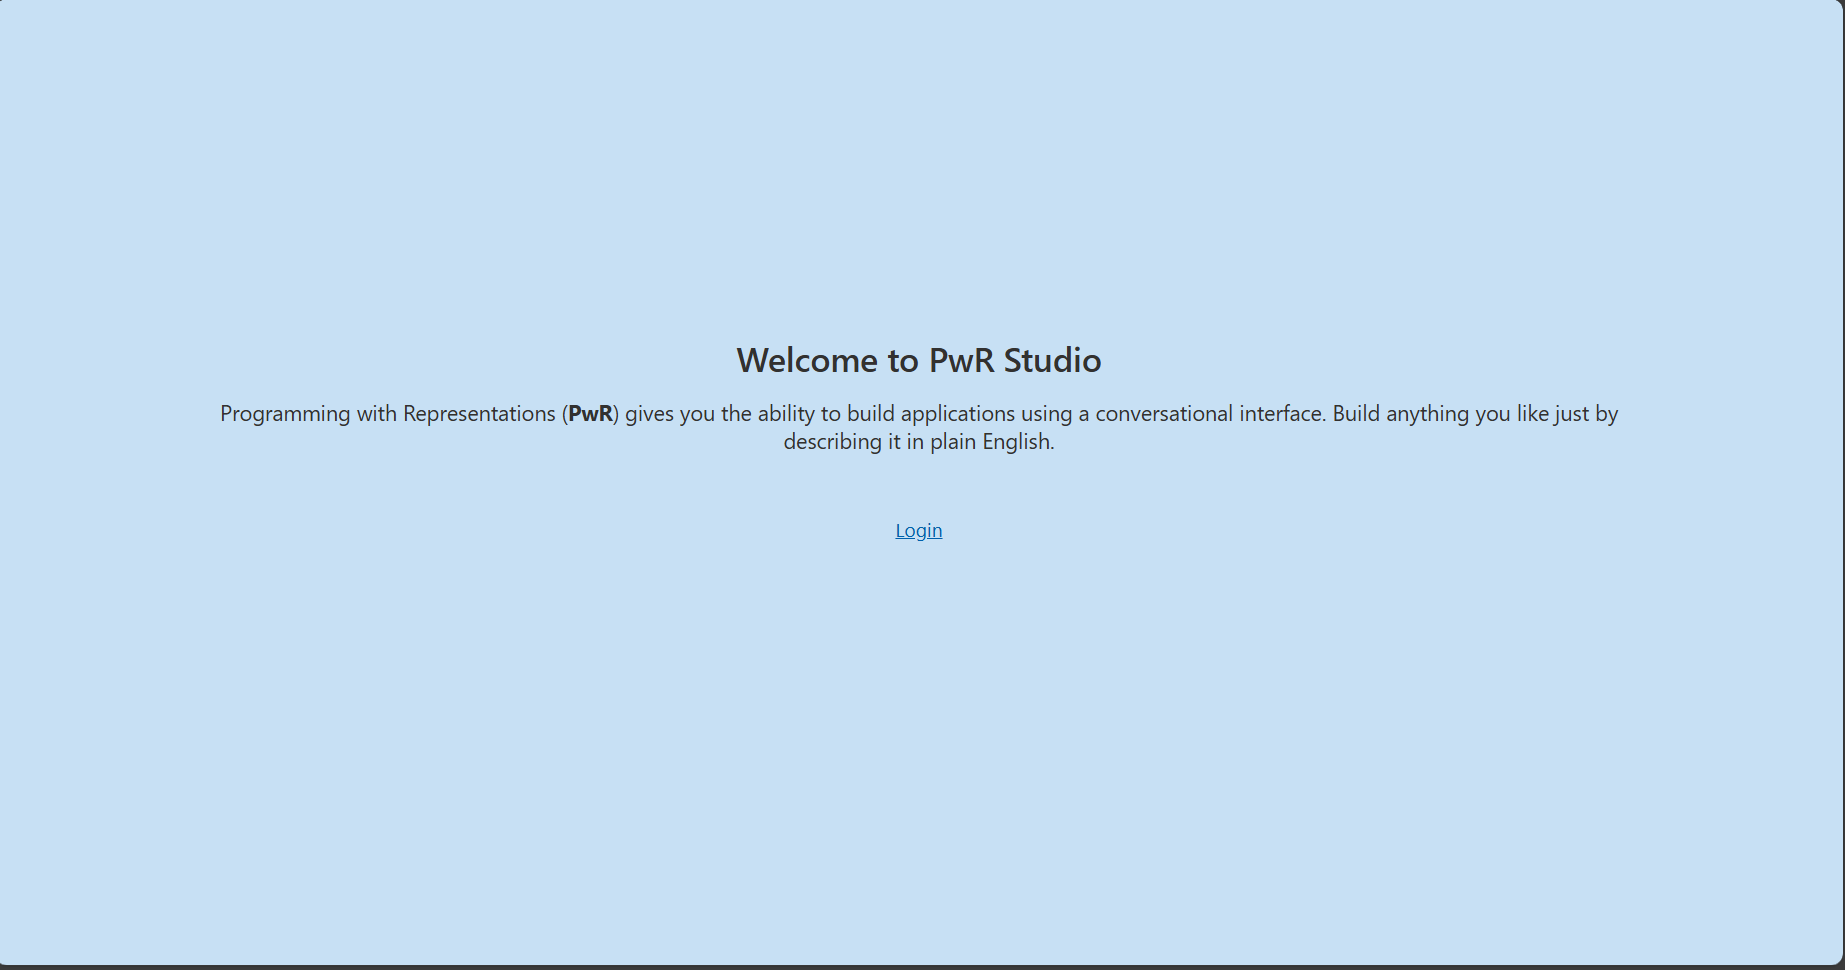 Welcome to PwR Studio
Programming with Representations (PwR) gives you the ability to build applications using a conversational interface. Build anything you like just by
describing it in plain English.
Login